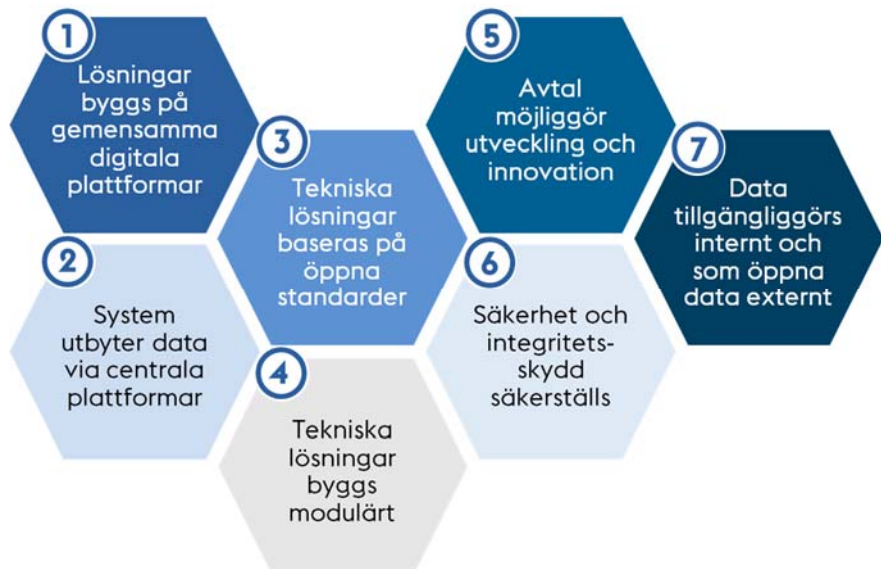 1
Lösningar
byggs på
gemensamma
digitala
plattformar
2
System
utbyter data
via centrala
plattformar
3
Tekniska
lösningar
baseras på
öppna
standarder
4
Tekniska
lösningar
byggs
modulärt
5
Avtal
möjliggör
utveckling och
innovation
6
Säkerhet och
integritets-
skydd
säkerställs
7
Data
tillgängliggörs
internt och
som öppna
data externt